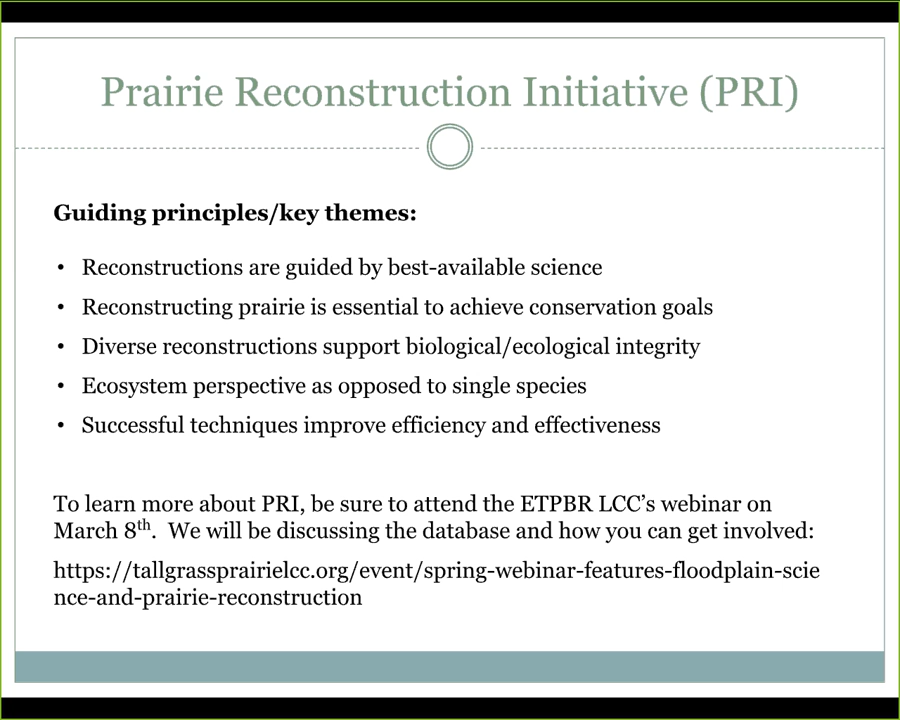 Prairie Reconstruction Initiative (PRI)
Guiding principles/key themes:
• Reconstructions are guided by best-available science
• Reconstructing prairie is essential to achieve conservation goals
• Diverse reconstructions support biological/ecological integrity
• Ecosystem perspective as opposed to single species
• Successful techniques improve efficiency and effectiveness
To learn more about PRI, be sure to attend the ETPBR LCC’s webinar on
March 8th. We will be discussing the database and how you can get involved:
https://tallgrassprairielcc.org/event/spring-webinar-features-floodplain-scie
nce-and-prairie-reconstruction